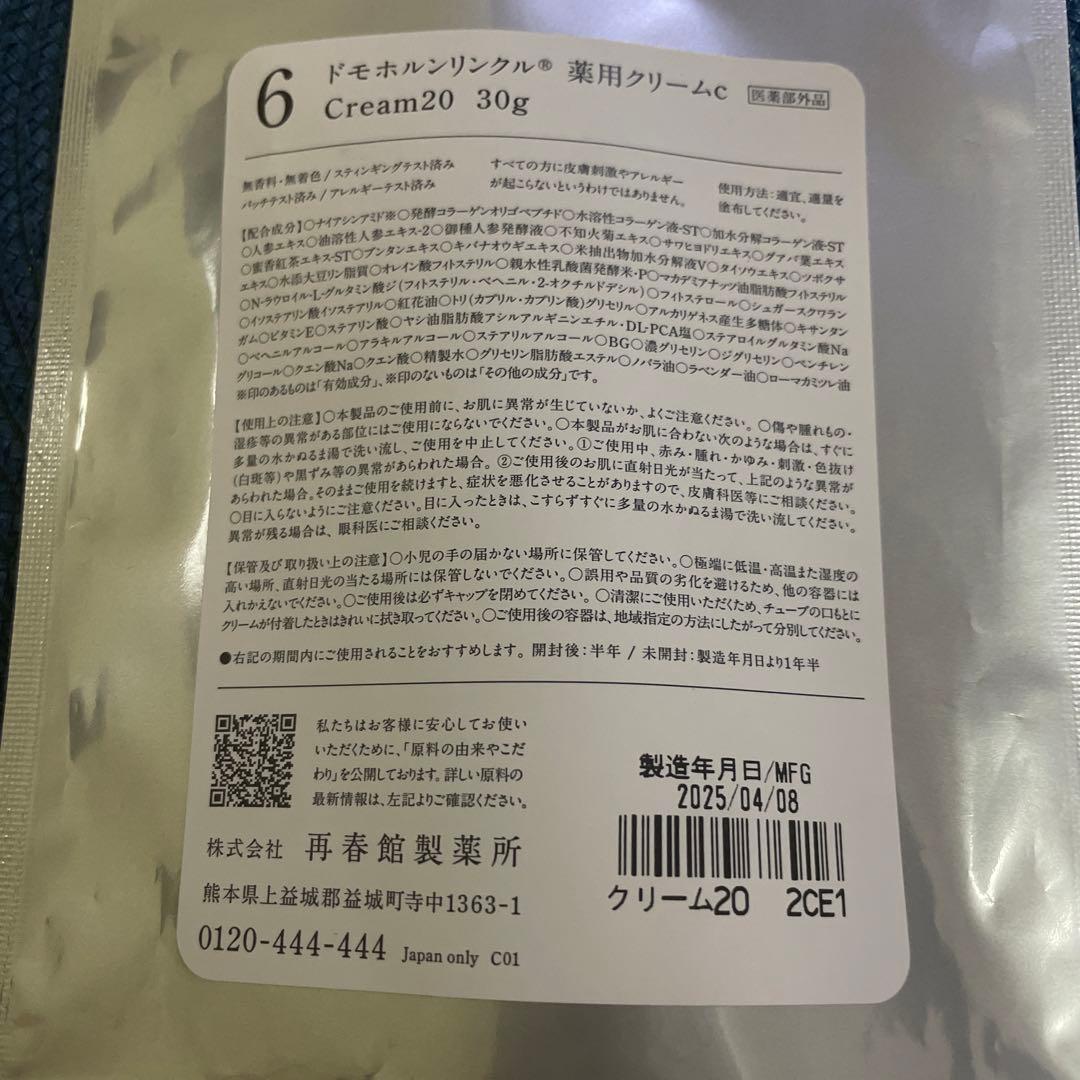 6
ドモホルンリンクル® 薬用クリームc 医薬部外品
Cream20 30g
無香料・無着色/スティンギングテスト済み
パッチテスト済み/アレルギーテスト済み
すべての方に皮膚刺激やアレルギー
が起こらないというわけではありません。
使用方法:適宜、適量を
塗布してください。
【配合成分】○ナイアシンアミド※○発酵コラーゲンオリゴペプチド○水溶性コラーゲン液-ST○加水分解コラーゲン液-ST
○人参エキス○油溶性人参エキス-2○御種人参発酵液○不知火菊エキス○サワヒヨドリエキス○グアバ葉エキス
○蜜香紅茶エキス-ST○ブンタンエキス○キバナオウギエキス○米抽出物加水分解液V○タイソウエキス○ツボクサ
エキス○水添大豆リン脂質○オレイン酸フィトステリル○親水性乳酸菌発酵米・P○マカデミアナッツ油脂肪酸フィトステリル
○N-ラウロイル-L-グルタミン酸ジ(フィトステリル・ベヘニル・2-オクチルドデシル)○フィトステロール○シュガースクワラン
○イソステアリン酸イソステアリル○紅花油○トリ(カプリル・カプリン酸)グリセリル○アルカリゲネス産生多糖体○キサンタン
ガム○ビタミンE○ステアリン酸○ヤシ油脂肪酸アシルアルギニンエチル・DL-PCA塩○ステアロイルグルタミン酸Na
○ベヘニルアルコール○アラキルアルコール○ステアリルアルコール○BG○濃グリセリン○ジグリセリン○ペンチレン
グリコール○クエン酸Na○クエン酸○精製水○グリセリン脂肪酸エステル○ノバラ油○ラベンダー油○ローマカミツレ油
※印のあるものは「有効成分」、※印のないものは「その他の成分」です。
【使用上の注意】○本製品のご使用前に、お肌に異常が生じていないか、よくご注意ください。○傷や腫れもの・
湿疹等の異常がある部位にはご使用にならないでください。○本製品がお肌に合わない次のような場合は、すぐに
多量の水かぬるま湯で洗い流し、ご使用を中止してください。①ご使用中、赤み・腫れ・かゆみ・刺激・色抜け
(白斑等)や黒ずみ等の異常があらわれた場合。②ご使用後のお肌に直射日光が当たって、上記のような異常が
あらわれた場合。そのままご使用を続けますと、症状を悪化させることがありますので、皮膚科医等にご相談ください。
○目に入らないようにご注意ください。目に入ったときは、こすらずすぐに多量の水かぬるま湯で洗い流してください。
異常が残る場合は、眼科医にご相談ください。
【保管及び取り扱い上の注意】○小児の手の届かない場所に保管してください。○極端に低温・高温また湿度の
高い場所、直射日光の当たる場所には保管しないでください。○誤用や品質の劣化を避けるため、他の容器には
入れかえないでください。○ご使用後は必ずキャップを閉めてください。○清潔にご使用いただくため、チューブの口もとに
クリームが付着したときはきれいに拭き取ってください。○ご使用後の容器は、地域指定の方法にしたがって分別してください。
●右記の期間内にご使用されることをおすすめします。開封後:半年/未開封:製造年月日より1年半
私たちはお客様に安心してお使い
いただくために、「原料の由来やこだ
わり」を公開しております。詳しい原料の
最新情報は、左記よりご確認ください。
株式会社 再春館製薬所
熊本県上益城郡益城町寺中1363-1
0120-444-444 Japan only C01
製造年月日/MFG
2025/04/08
クリーム20 2CE1